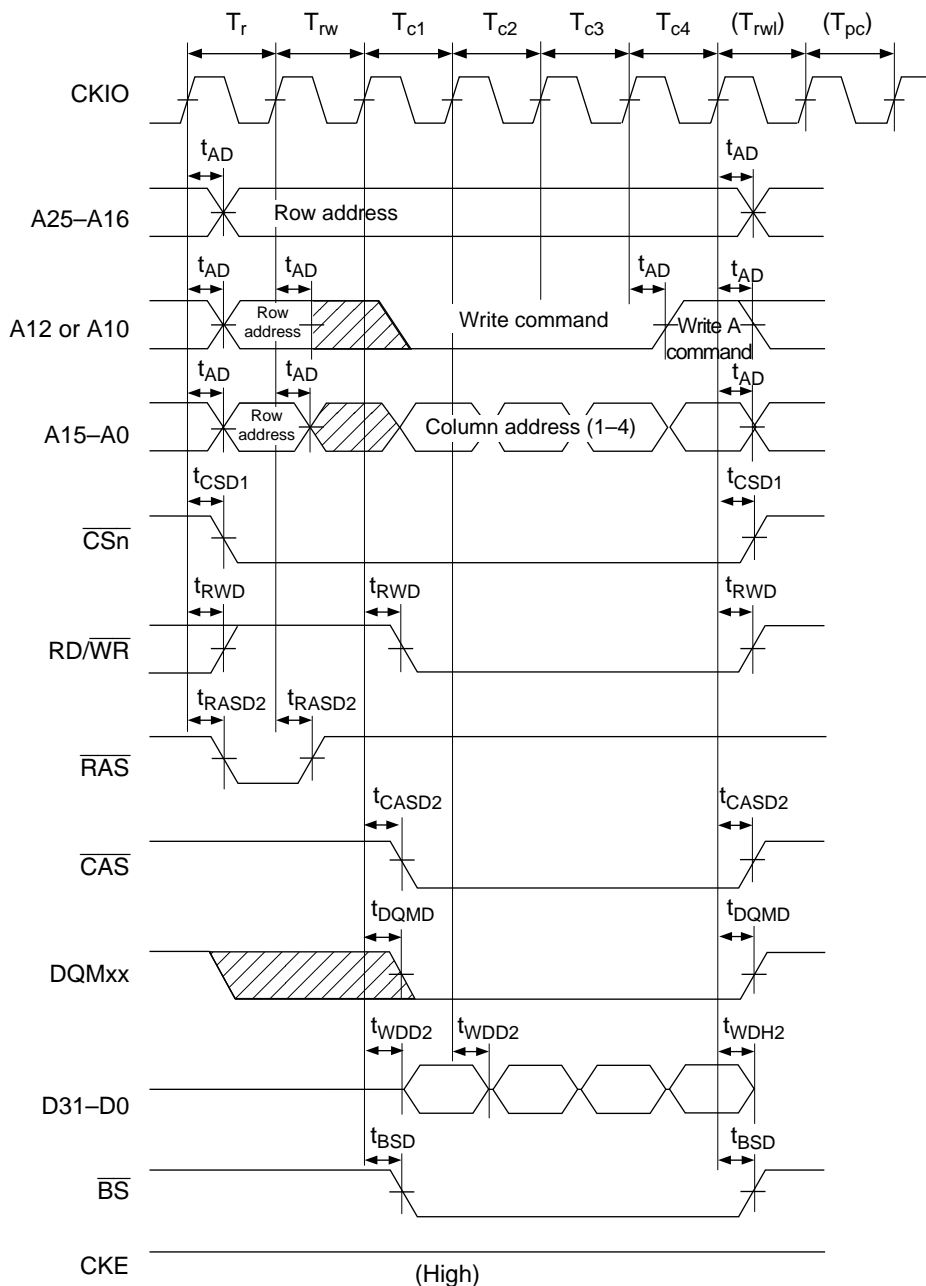 Tr Trw Tc1 Tc2 Tc3 Tc4 (Trwl) (Tpc)
CKIO
tAD tAD
A25–A16 Row address
tAD tAD tAD tAD
A12 or A10 Row address Write command Write A command
tAD tAD tAD
A15–A0 Row address Column address (1–4)
tCSD1 tCSD1
CSn
tRWD tRWD tRWD
RD/WR
tRASD2 tRASD2
RAS
tCASD2 tCASD2
CAS
tDQMD tDQMD
DQMxx
tWDD2 tWDD2 tWDH2
D31–D0
tBSD tBSD
BS
CKE (High)